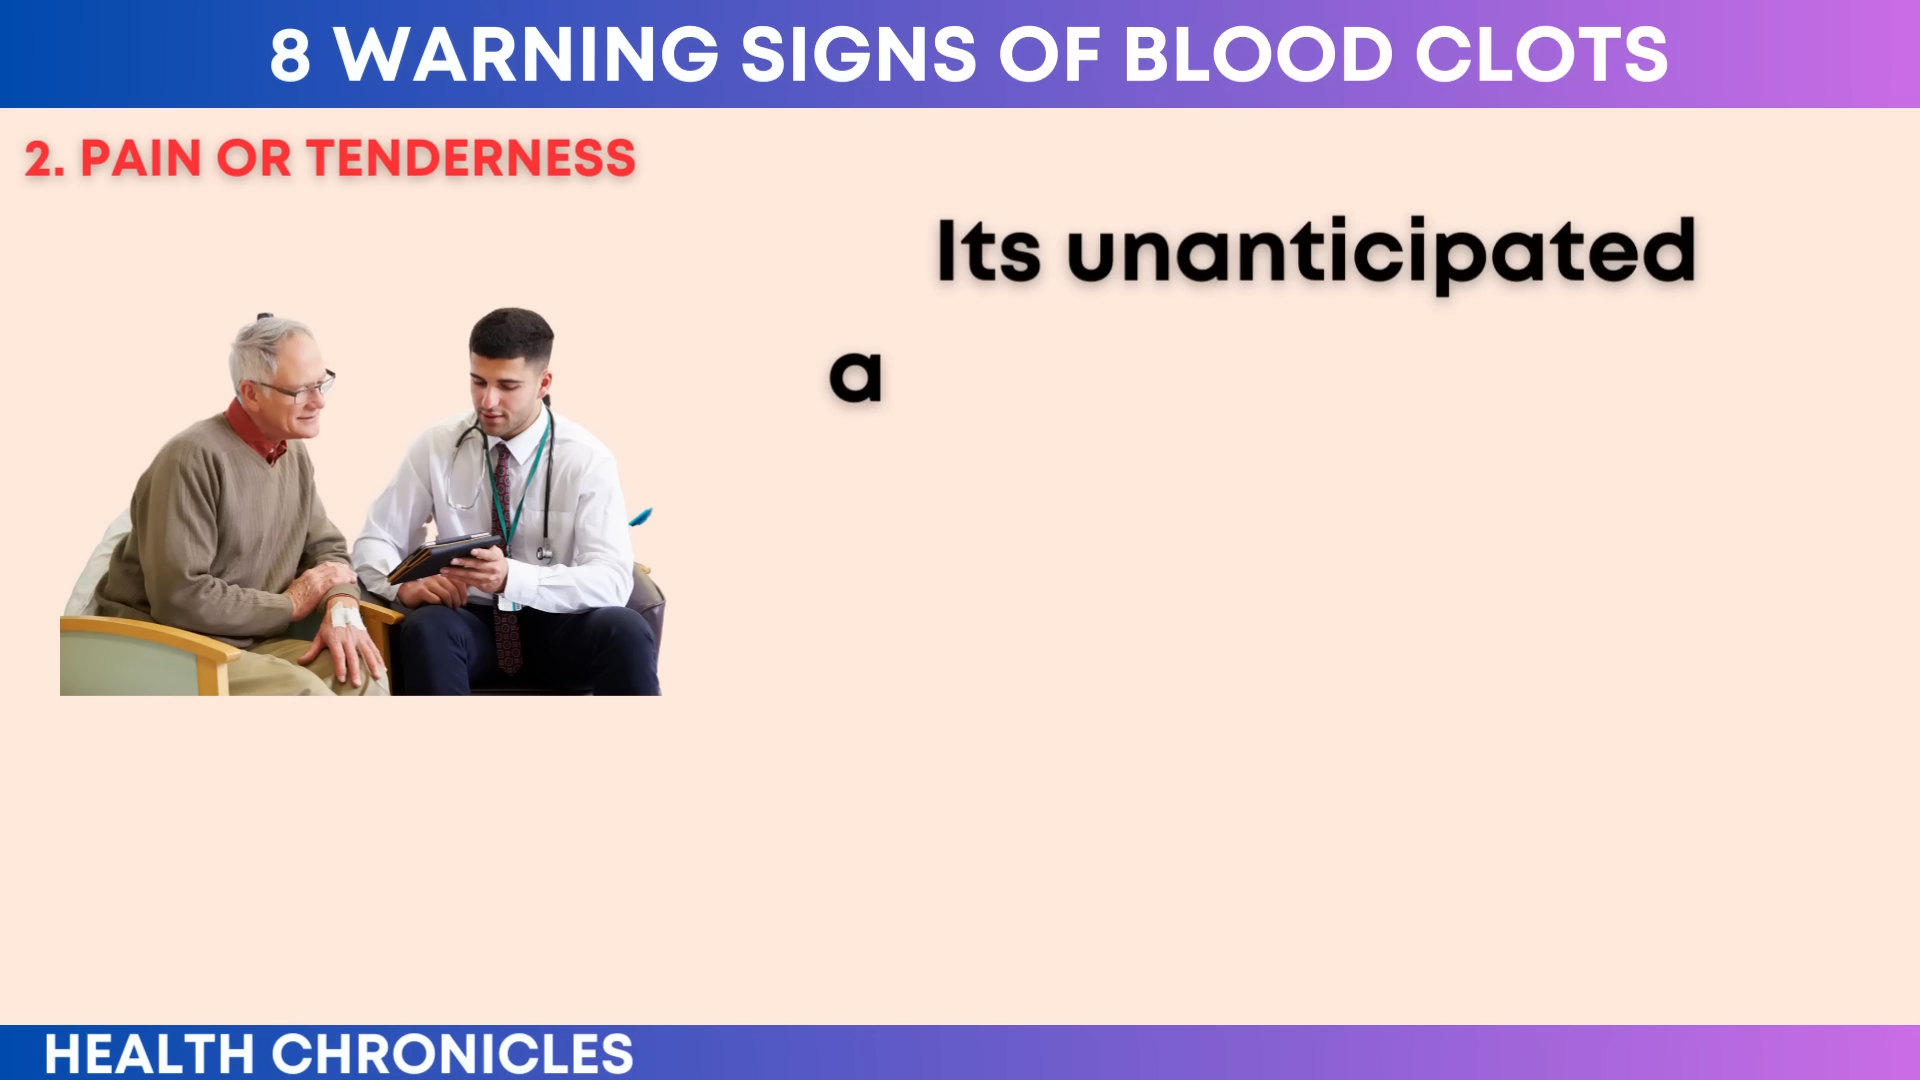 8 WARNING SIGNS OF BLOOD CLOTS
2. PAIN OR TENDERNESS
Its unanticipated
a
HEALTH CHRONICLES